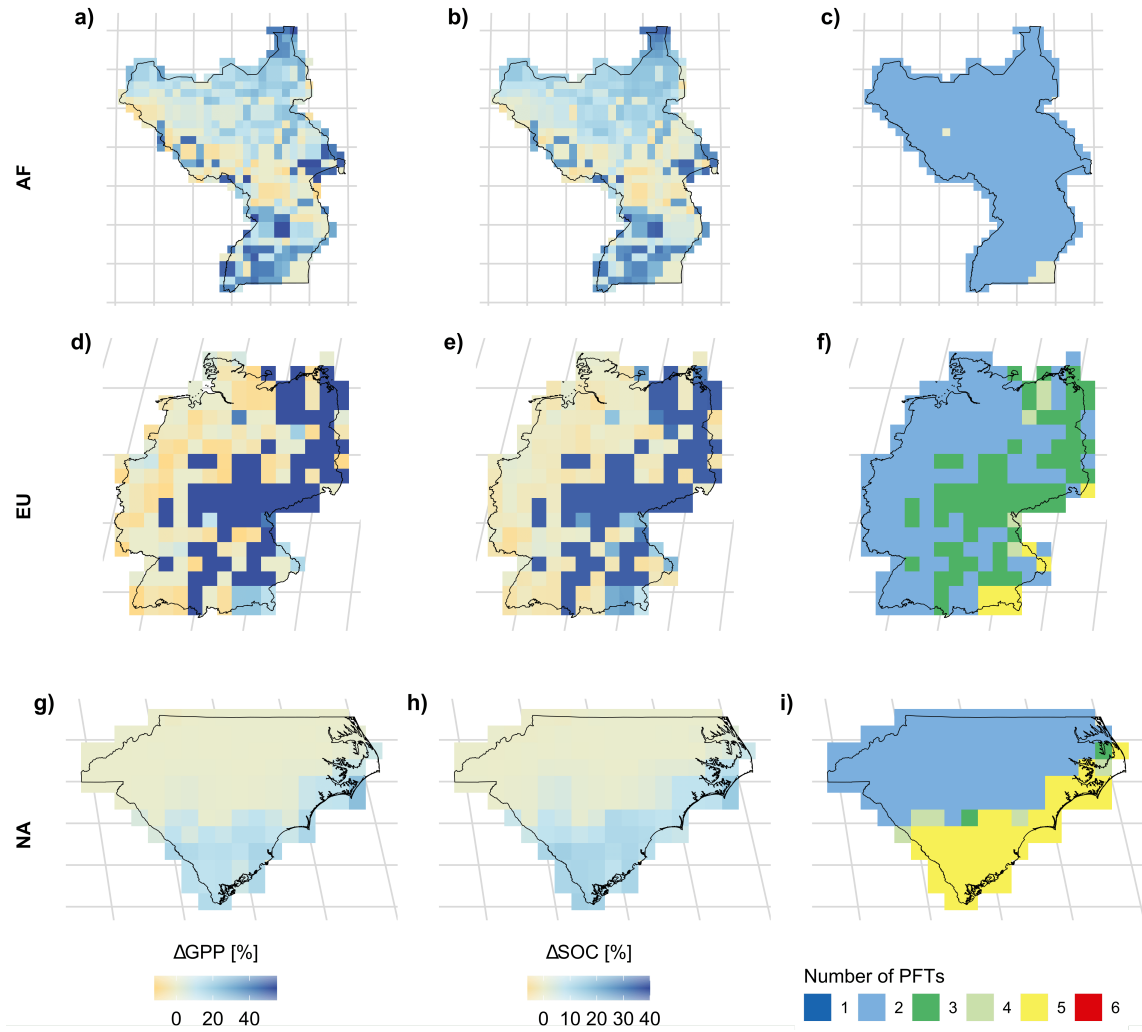 a) b) c)
AF
d) e) f)
EU
g) h) i)
NA
ΔGPP [%] ΔSOC [%]
Number of PFTs
0 20 40 0 10 20 30 40
1 2 3 4 5 6